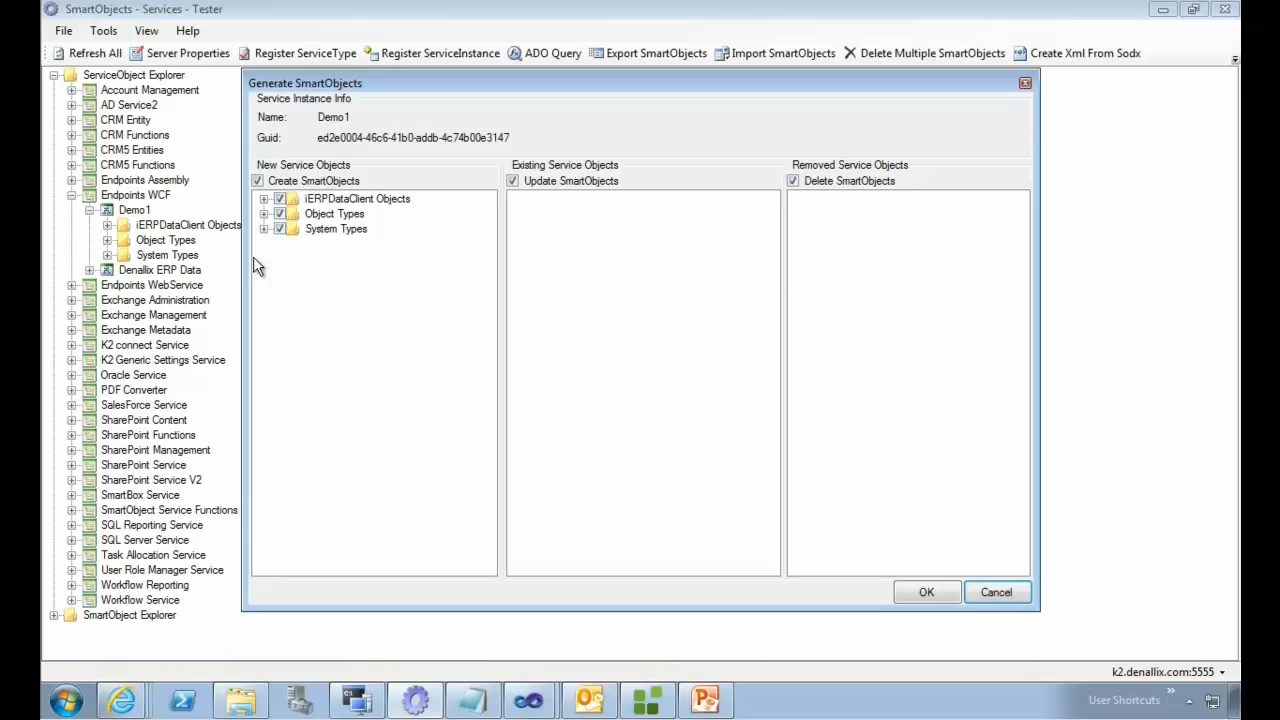 SmartObjects - Services - Tester
File Tools View Help
Refresh All Server Properties Register ServiceType Register ServiceInstance ADO Query Export SmartObjects Import SmartObjects Delete Multiple SmartObjects Create Xml From Sodx
ServiceObject Explorer
Account Management
AD Service2
CRM Entity
CRM Functions
CRM5 Entities
CRM5 Functions
Endpoints Assembly
Endpoints WCF
Demo1
iERPDataClient Objects
Object Types
System Types
Denallix ERP Data
Endpoints WebService
Exchange Administration
Exchange Management
Exchange Metadata
K2 connect Service
K2 Generic Settings Service
Oracle Service
PDF Converter
SalesForce Service
SharePoint Content
SharePoint Functions
SharePoint Management
SharePoint Service
SharePoint Service V2
SmartBox Service
SmartObject Service Functions
SQL Reporting Service
SQL Server Service
Task Allocation Service
User Role Manager Service
Workflow Reporting
Workflow Service
SmartObject Explorer
Generate SmartObjects
Service Instance Info
Name: Demo1
Guid: ed2e0004-46c6-41b0-addb-4c74b00e3147
New Service Objects
Create SmartObjects
iERPDataClient Objects
Object Types
System Types
Existing Service Objects
Update SmartObjects
Removed Service Objects
Delete SmartObjects
OK Cancel
k2.denallix.com:5555
User Shortcuts